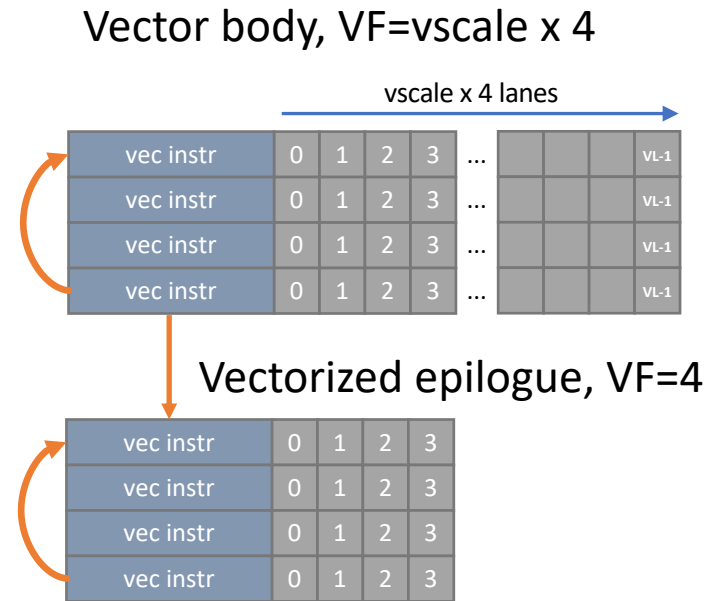 Vector body, VF=vscale x 4
vscale x 4 lanes
vec instr 0 1 2 3 ... VL-1
vec instr 0 1 2 3 ... VL-1
vec instr 0 1 2 3 ... VL-1
vec instr 0 1 2 3 ... VL-1
Vectorized epilogue, VF=4
vec instr 0 1 2 3
vec instr 0 1 2 3
vec instr 0 1 2 3
vec instr 0 1 2 3